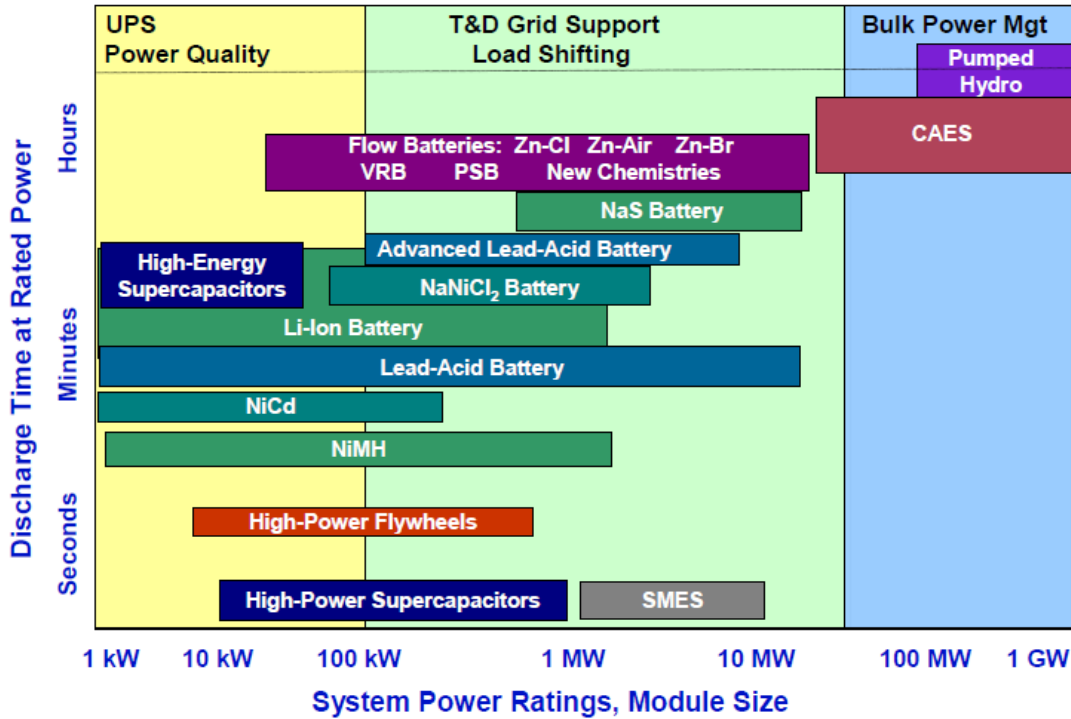 UPS
Power Quality
T&D Grid Support
Load Shifting
Bulk Power Mgt
Pumped
Hydro
CAES
Flow Batteries: Zn-Cl Zn-Air Zn-Br
VRB PSB New Chemistries
NaS Battery
Advanced Lead-Acid Battery
High-Energy
Supercapacitors
NaNiCl₂ Battery
Li-Ion Battery
Lead-Acid Battery
NiCd
NiMH
High-Power Flywheels
High-Power Supercapacitors
SMES
Discharge Time at Rated Power
Hours
Minutes
Seconds
1 kW 10 kW 100 kW 1 MW 10 MW 100 MW 1 GW
System Power Ratings, Module Size